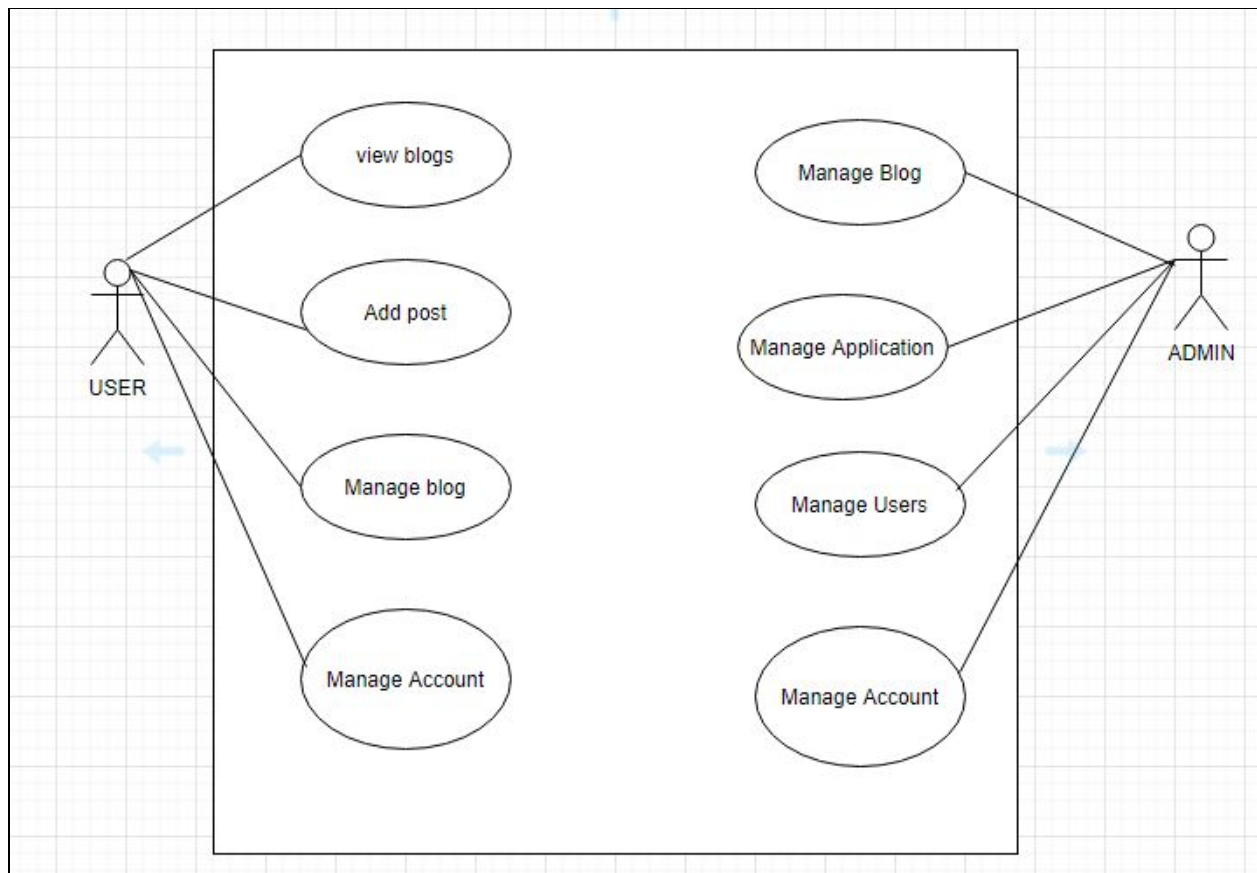 view blogs
Add post
Manage blog
Manage Account
USER
Manage Blog
Manage Application
Manage Users
Manage Account
ADMIN